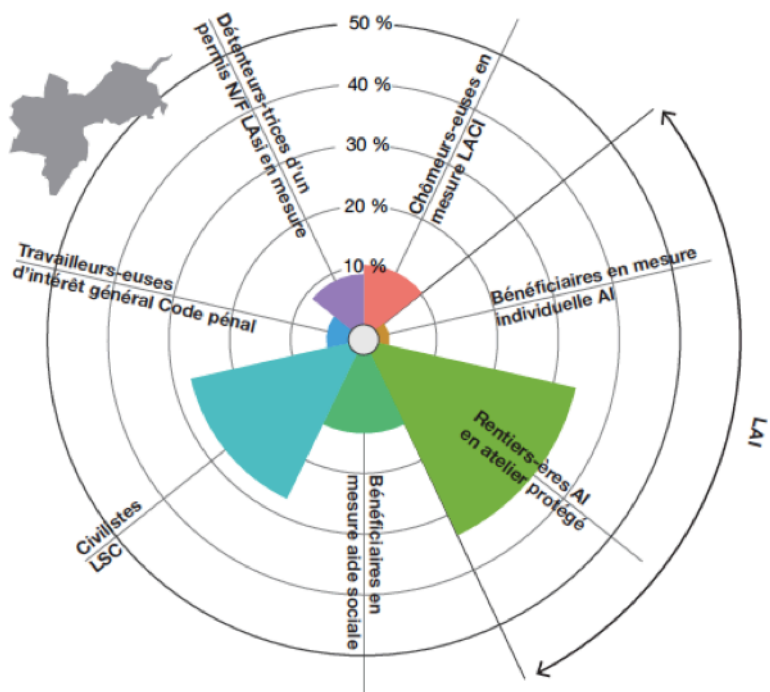 50 %
40 %
30 %
20 %
10 %
Détenteurs-trices d'un
permis N/F LAsi en mesure
Chômeurs-euses en
mesure LACI
Travailleurs-euses
d'intérêt général Code pénal
Bénéficiaires en mesure
individuelle AI
Rentiers-ères AI
en atelier protégé
LAI
Civilistes
LSC
Bénéficiaires en
mesure aide sociale